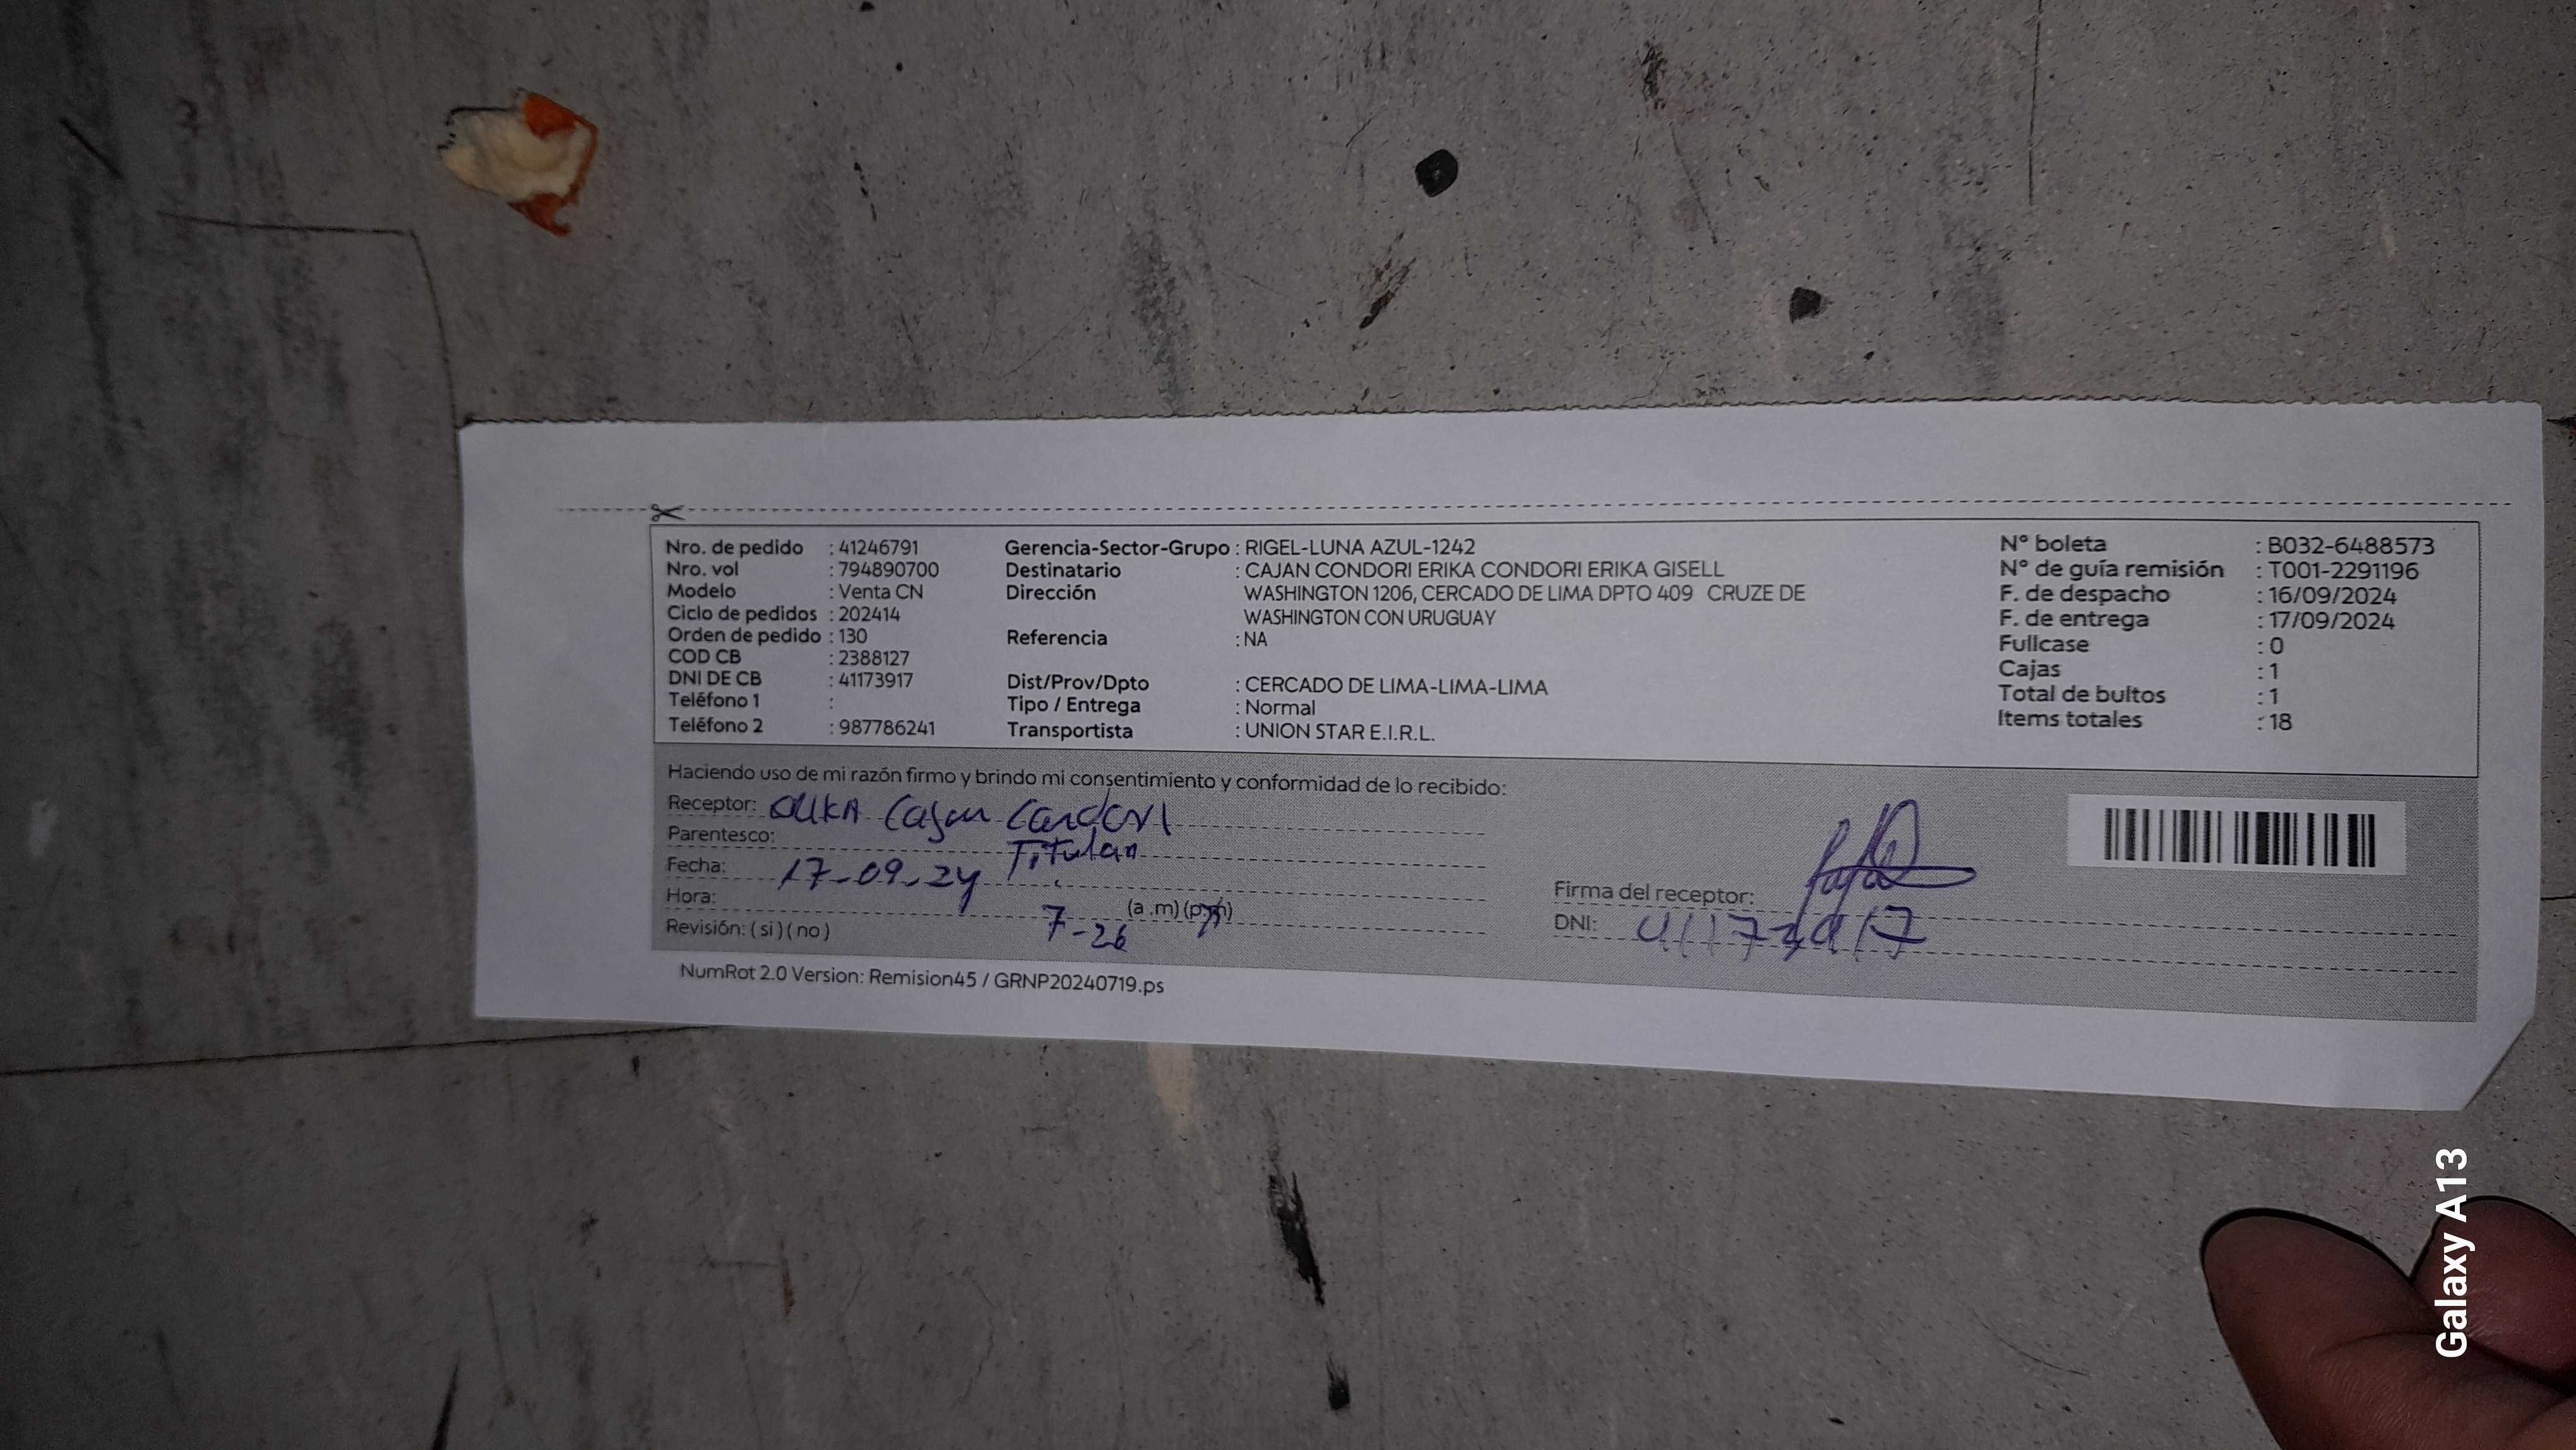 Nro. de pedido : 41246791 Gerencia-Sector-Grupo : RIGEL-LUNA AZUL-1242 N° boleta : B032-6488573
Nro. vol : 794890700 Destinatario : CAJAN CONDORI ERIKA CONDORI ERIKA GISELL N° de guía remisión : T001-2291196
Modelo : Venta CN Dirección WASHINGTON 1206, CERCADO DE LIMA DPTO 409 CRUZE DE F. de despacho : 16/09/2024
Ciclo de pedidos : 202414 WASHINGTON CON URUGUAY F. de entrega : 17/09/2024
Orden de pedido : 130 Referencia : NA Fullcase : 0
COD CB : 2388127 Cajas : 1
DNI DE CB : 41173917 Dist/Prov/Dpto : CERCADO DE LIMA-LIMA-LIMA Total de bultos : 1
Teléfono 1 : Tipo / Entrega : Normal Items totales : 18
Teléfono 2 : 987786241 Transportista : UNION STAR E.I.R.L.
Haciendo uso de mi razón firmo y brindo mi consentimiento y conformidad de lo recibido:
Receptor: Cajan Condori
Parentesco: Titular
Fecha: 17-09-24
Hora: 7-26 (a .m) (pm)
Revisión: ( si ) ( no )
Firma del receptor:
DNI: 41173917
NumRot 2.0 Version: Remision45 / GRNP20240719.ps
Galaxy A13